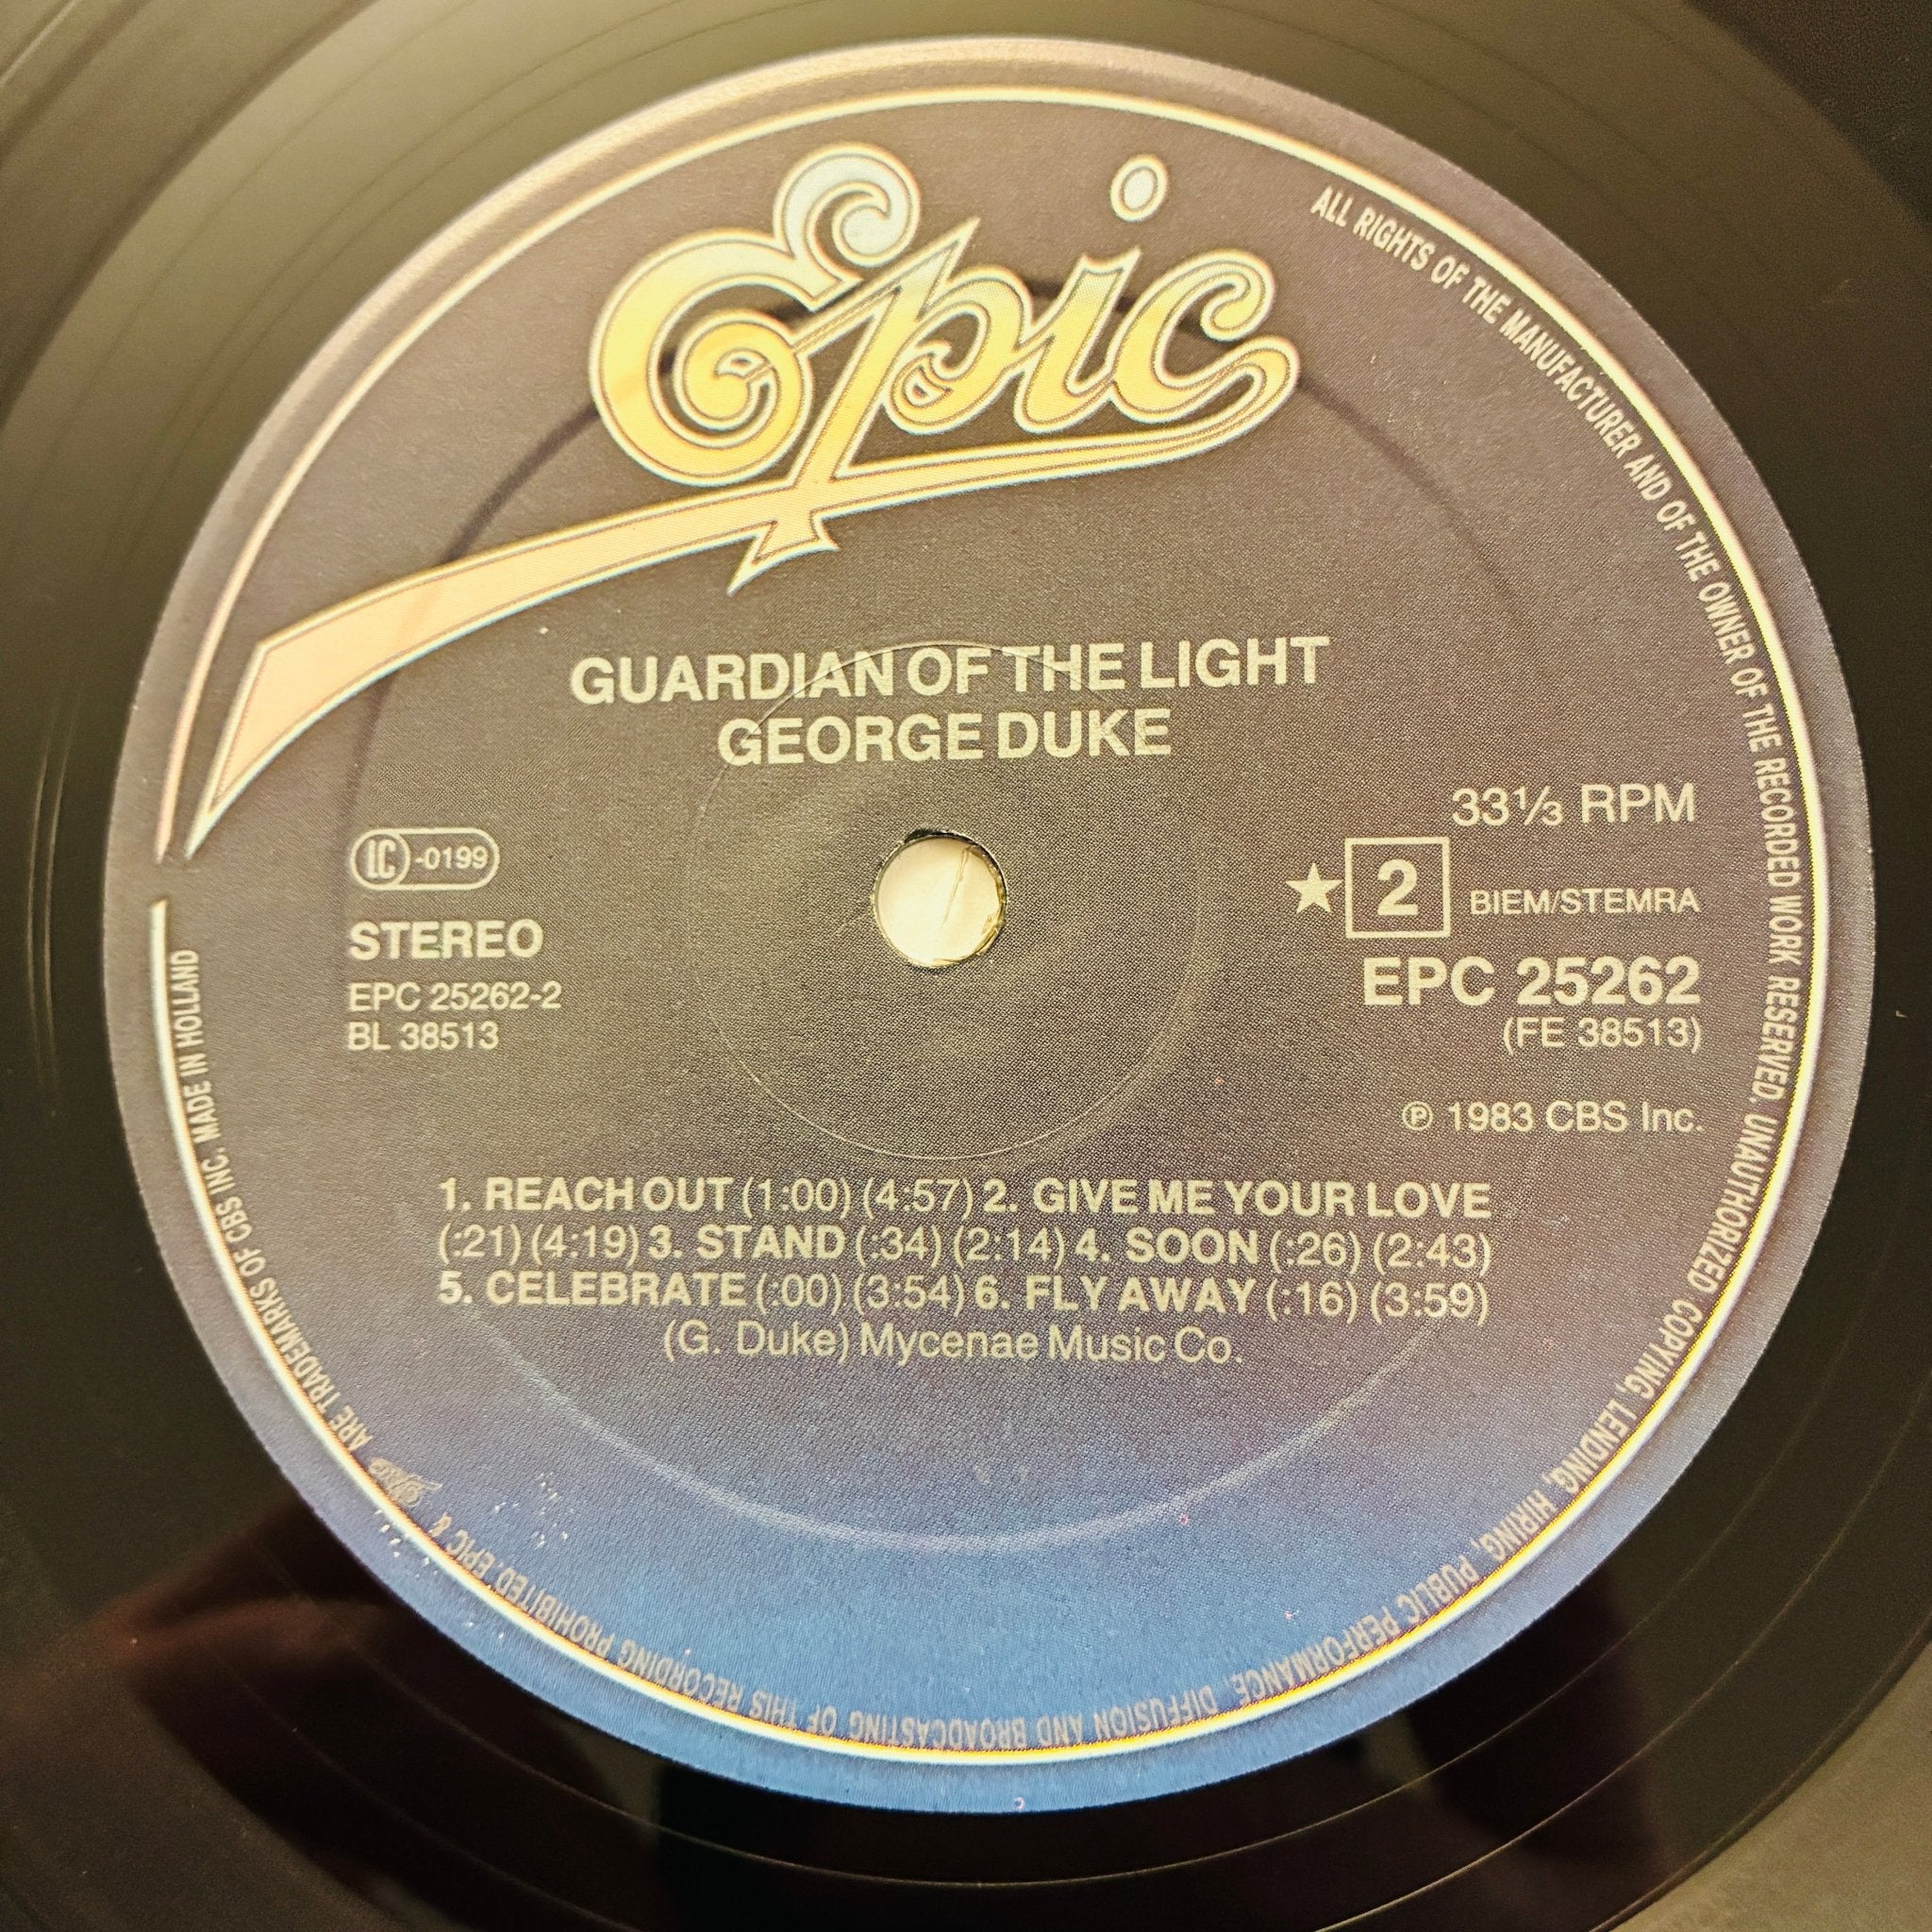 Epic
GUARDIAN OF THE LIGHT
GEORGE DUKE
33⅓ RPM
LC-0199
★ 2 BIEM/STEMRA
STEREO
EPC 25262
EPC 25262-2
(FE 38513)
BL 38513
℗ 1983 CBS Inc.
1. REACH OUT (1:00) (4:57) 2. GIVE ME YOUR LOVE
(:21) (4:19) 3. STAND (:34) (2:14) 4. SOON (:26) (2:43)
5. CELEBRATE (:00) (3:54) 6. FLY AWAY (:16) (3:59)
(G. Duke) Mycenae Music Co.
ALL RIGHTS OF THE MANUFACTURER AND OF THE OWNER OF THE RECORDED WORK RESERVED. UNAUTHORIZED COPYING, LENDING, HIRING, PUBLIC PERFORMANCE, DIFFUSION AND BROADCASTING OF THIS RECORDING PROHIBITED. EPIC & Epic ARE TRADEMARKS OF CBS INC. MADE IN HOLLAND